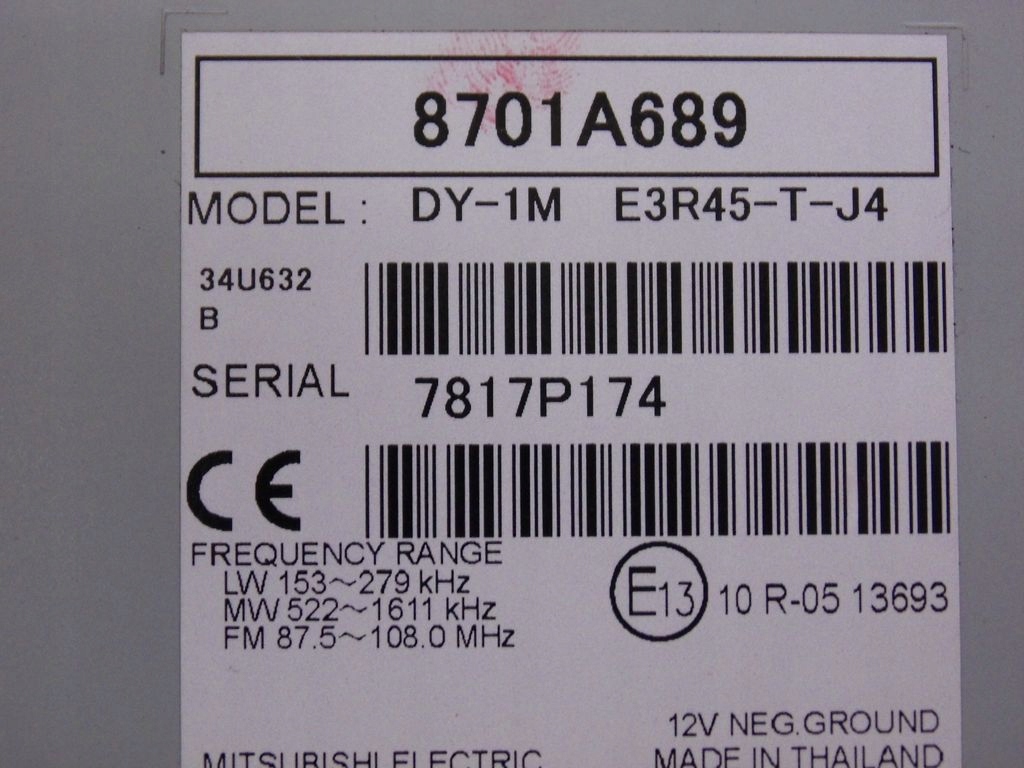 8701A689
MODEL : DY-1M E3R45-T-J4
34U632
B
SERIAL 7817P174
CE
FREQUENCY RANGE
LW 153～279 kHz
MW 522～1611 kHz
FM 87.5～108.0 MHz
E13 10 R-05 13693
12V NEG.GROUND
MITSUBISHI ELECTRIC MADE IN THAILAND